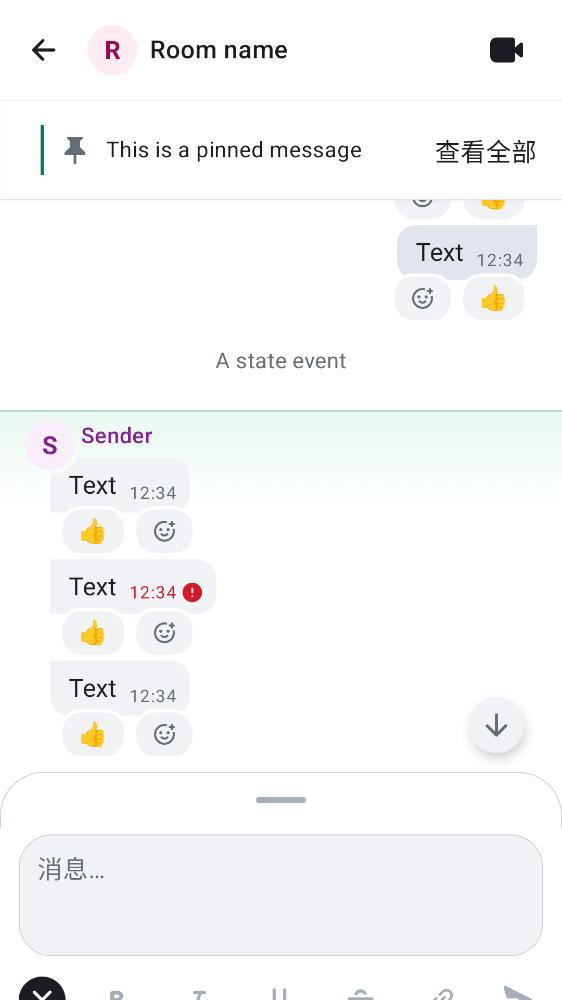 R Room name
This is a pinned message 查看全部
Text 12:34
A state event
S Sender
Text 12:34
Text 12:34
Text 12:34
消息…